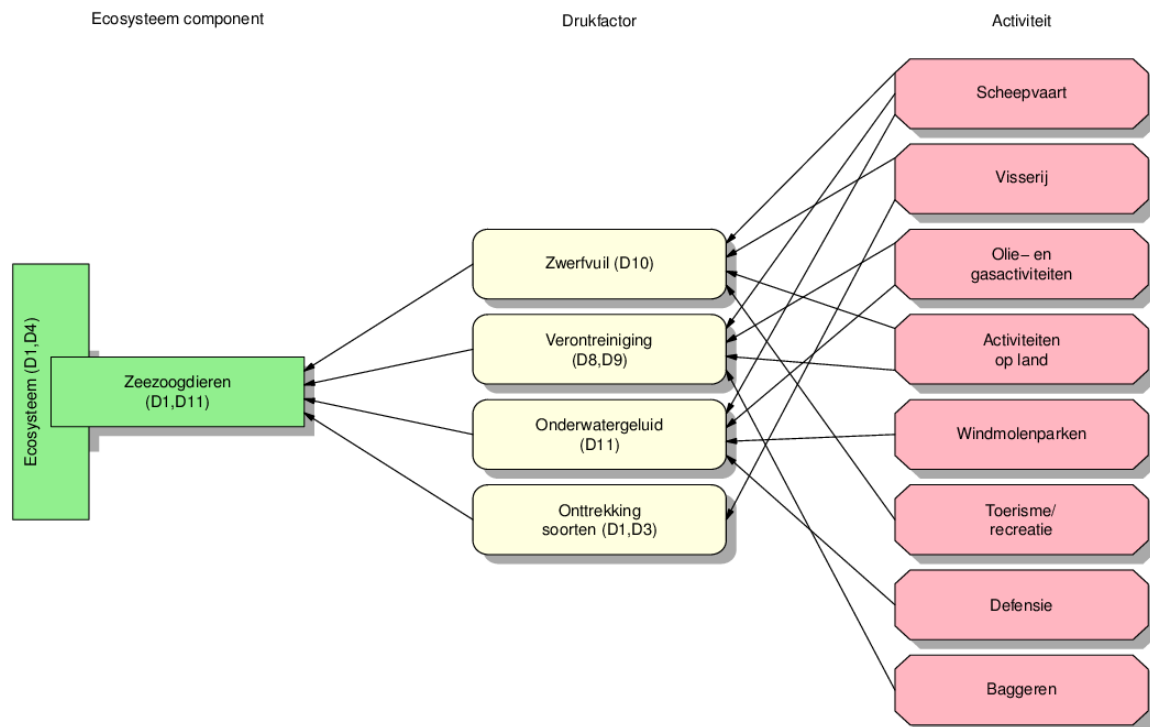 Ecosysteem component
Drukfactor
Activiteit
Ecosysteem (D1,D4)
Zeezoogdieren
(D1,D11)
Zwerfvuil (D10)
Verontreiniging
(D8,D9)
Onderwatergeluid
(D11)
Onttrekking
soorten (D1,D3)
Scheepvaart
Visserij
Olie− en
gasactiviteiten
Activiteiten
op land
Windmolenparken
Toerisme/
recreatie
Defensie
Baggeren